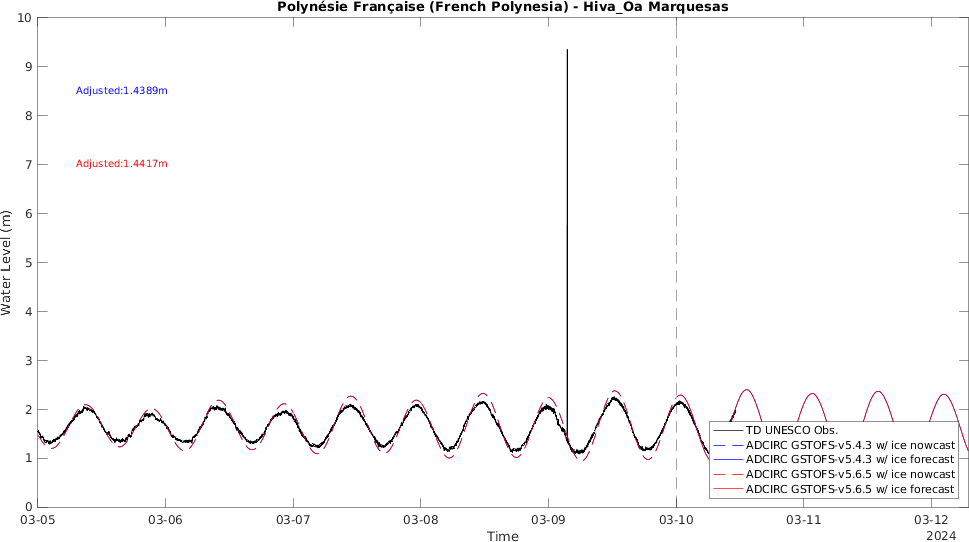 Polynésie Française (French Polynesia) - Hiva_Oa Marquesas
10
9
8
7
6
5
4
3
2
1
0
Water Level (m)
Adjusted:1.4389m
Adjusted:1.4417m
TD UNESCO Obs.
ADCIRC GSTOFS-v5.4.3 w/ ice nowcast
ADCIRC GSTOFS-v5.4.3 w/ ice forecast
ADCIRC GSTOFS-v5.6.5 w/ ice nowcast
ADCIRC GSTOFS-v5.6.5 w/ ice forecast
03-05 03-06 03-07 03-08 03-09 03-10 03-11 03-12
Time
2024